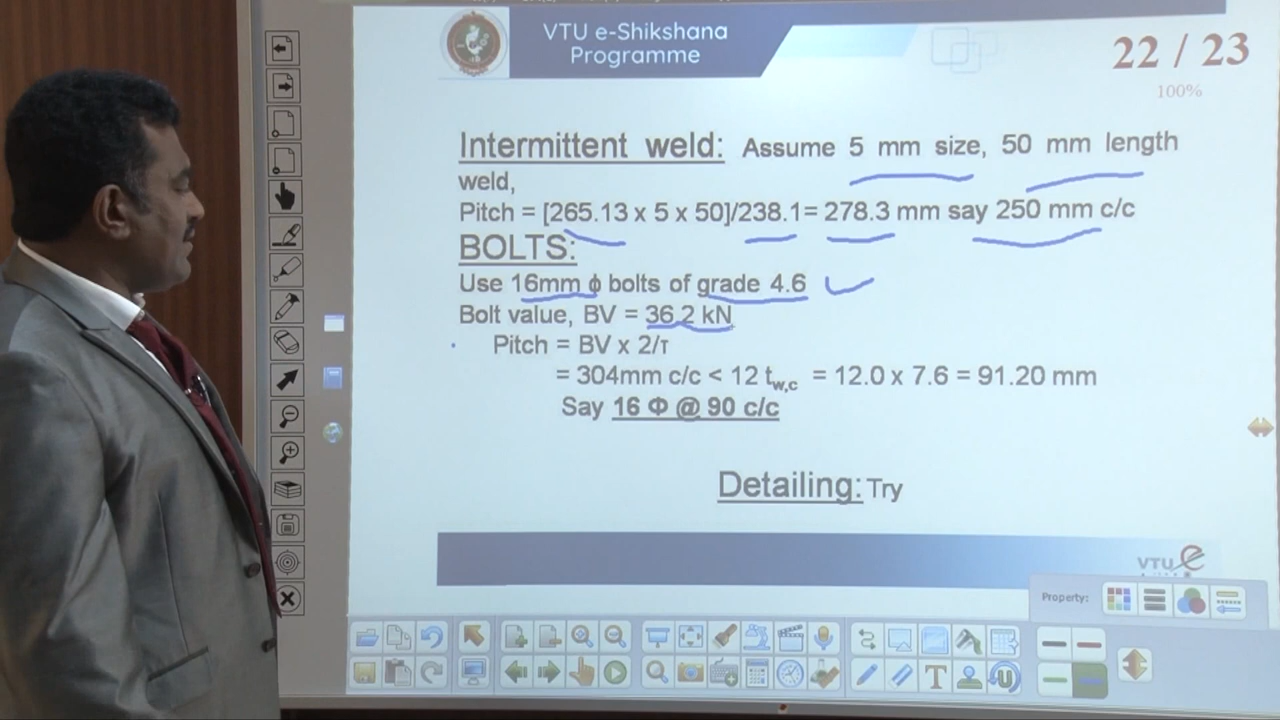 VTU e-Shikshana
Programme
22 / 23
100%
Intermittent weld: Assume 5 mm size, 50 mm length
weld,
Pitch = [265.13 x 5 x 50]/238.1= 278.3 mm say 250 mm c/c
BOLTS:
Use 16mm ϕ bolts of grade 4.6
Bolt value, BV = 36.2 kN
Pitch = BV x 2/τ
= 304mm c/c < 12 tw,c = 12.0 x 7.6 = 91.20 mm
Say 16 Φ @ 90 c/c
Detailing: Try
VTU e
Property: